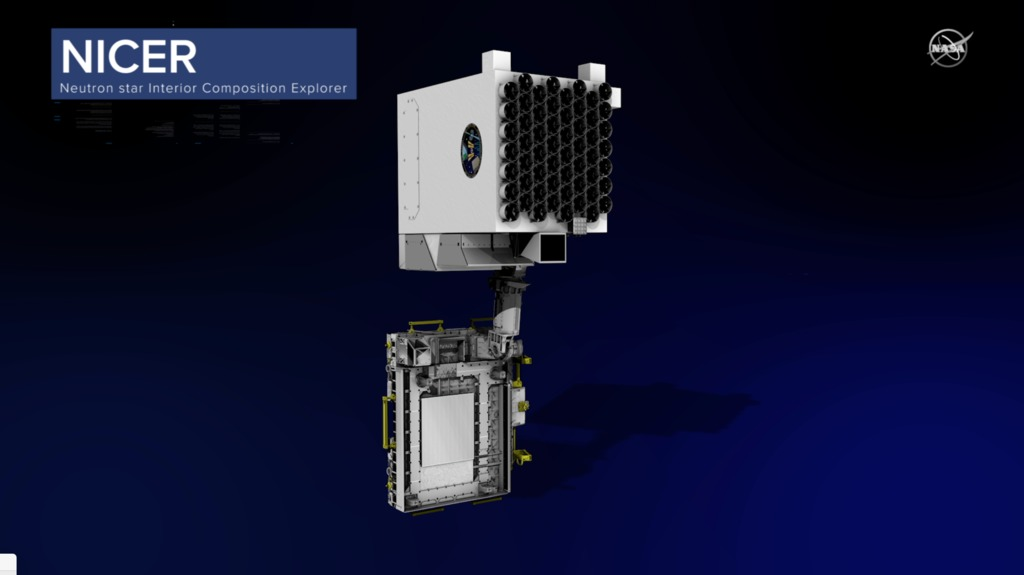 NICER
Neutron star Interior Composition Explorer
NASA